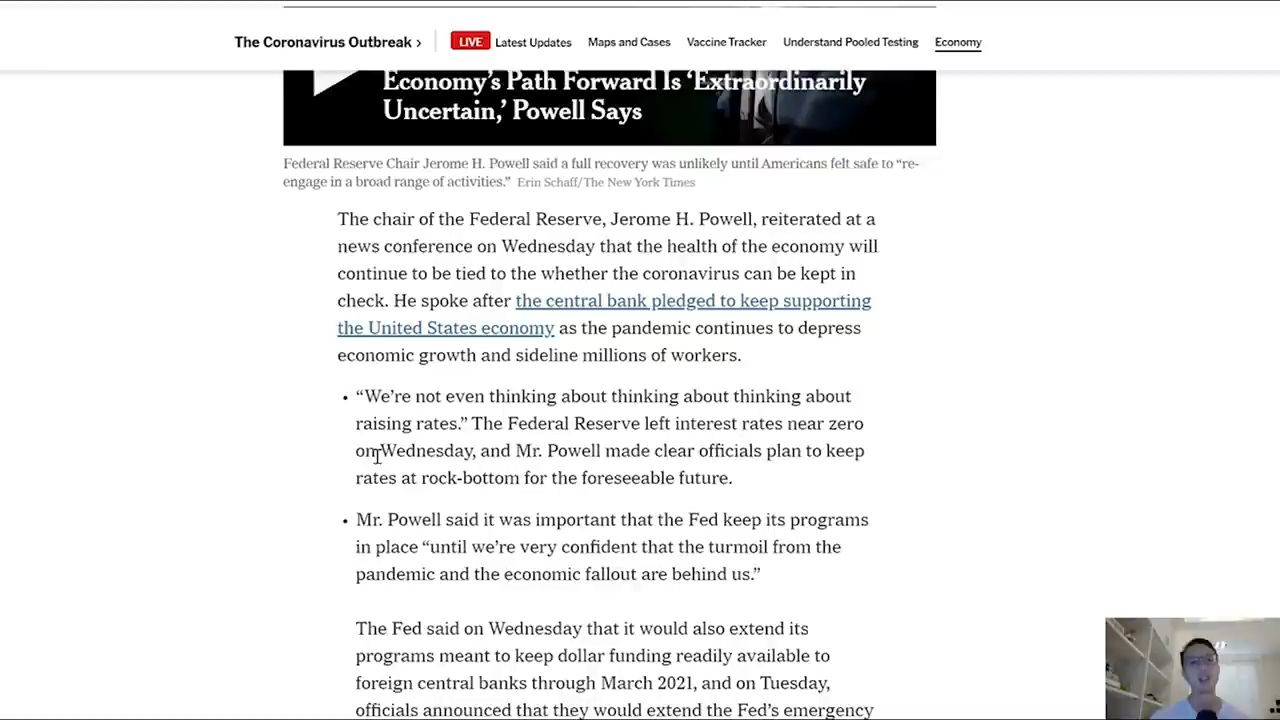 The Coronavirus Outbreak › LIVE Latest Updates Maps and Cases Vaccine Tracker Understand Pooled Testing Economy
Economy’s Path Forward Is ‘Extraordinarily
Uncertain,’ Powell Says
Federal Reserve Chair Jerome H. Powell said a full recovery was unlikely until Americans felt safe to “re-
engage in a broad range of activities.” Erin Schaff/The New York Times
The chair of the Federal Reserve, Jerome H. Powell, reiterated at a
news conference on Wednesday that the health of the economy will
continue to be tied to the whether the coronavirus can be kept in
check. He spoke after the central bank pledged to keep supporting
the United States economy as the pandemic continues to depress
economic growth and sideline millions of workers.
• “We’re not even thinking about thinking about thinking about
raising rates.” The Federal Reserve left interest rates near zero
on Wednesday, and Mr. Powell made clear officials plan to keep
rates at rock-bottom for the foreseeable future.
• Mr. Powell said it was important that the Fed keep its programs
in place “until we’re very confident that the turmoil from the
pandemic and the economic fallout are behind us.”
The Fed said on Wednesday that it would also extend its
programs meant to keep dollar funding readily available to
foreign central banks through March 2021, and on Tuesday,
officials announced that they would extend the Fed’s emergency